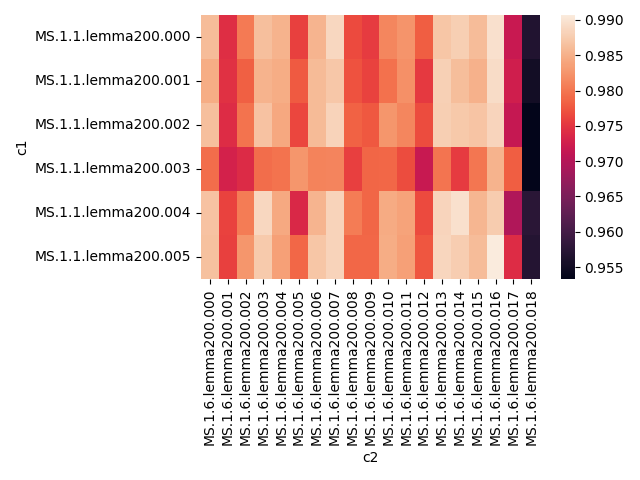 MS.1.1.lemma200.000
MS.1.1.lemma200.001
MS.1.1.lemma200.002
MS.1.1.lemma200.003
MS.1.1.lemma200.004
MS.1.1.lemma200.005
c1
MS.1.6.lemma200.000
MS.1.6.lemma200.001
MS.1.6.lemma200.002
MS.1.6.lemma200.003
MS.1.6.lemma200.004
MS.1.6.lemma200.005
MS.1.6.lemma200.006
MS.1.6.lemma200.007
MS.1.6.lemma200.008
MS.1.6.lemma200.009
MS.1.6.lemma200.010
MS.1.6.lemma200.011
MS.1.6.lemma200.012
MS.1.6.lemma200.013
MS.1.6.lemma200.014
MS.1.6.lemma200.015
MS.1.6.lemma200.016
MS.1.6.lemma200.017
MS.1.6.lemma200.018
c2
0.990
0.985
0.980
0.975
0.970
0.965
0.960
0.955